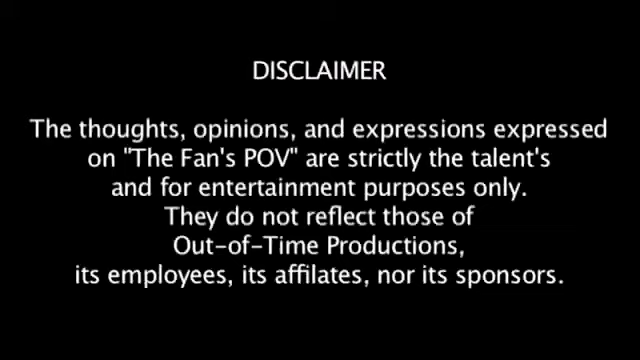 DISCLAIMER
The thoughts, opinions, and expressions expressed
on "The Fan's POV" are strictly the talent's
and for entertainment purposes only.
They do not reflect those of
Out-of-Time Productions,
its employees, its affilates, nor its sponsors.